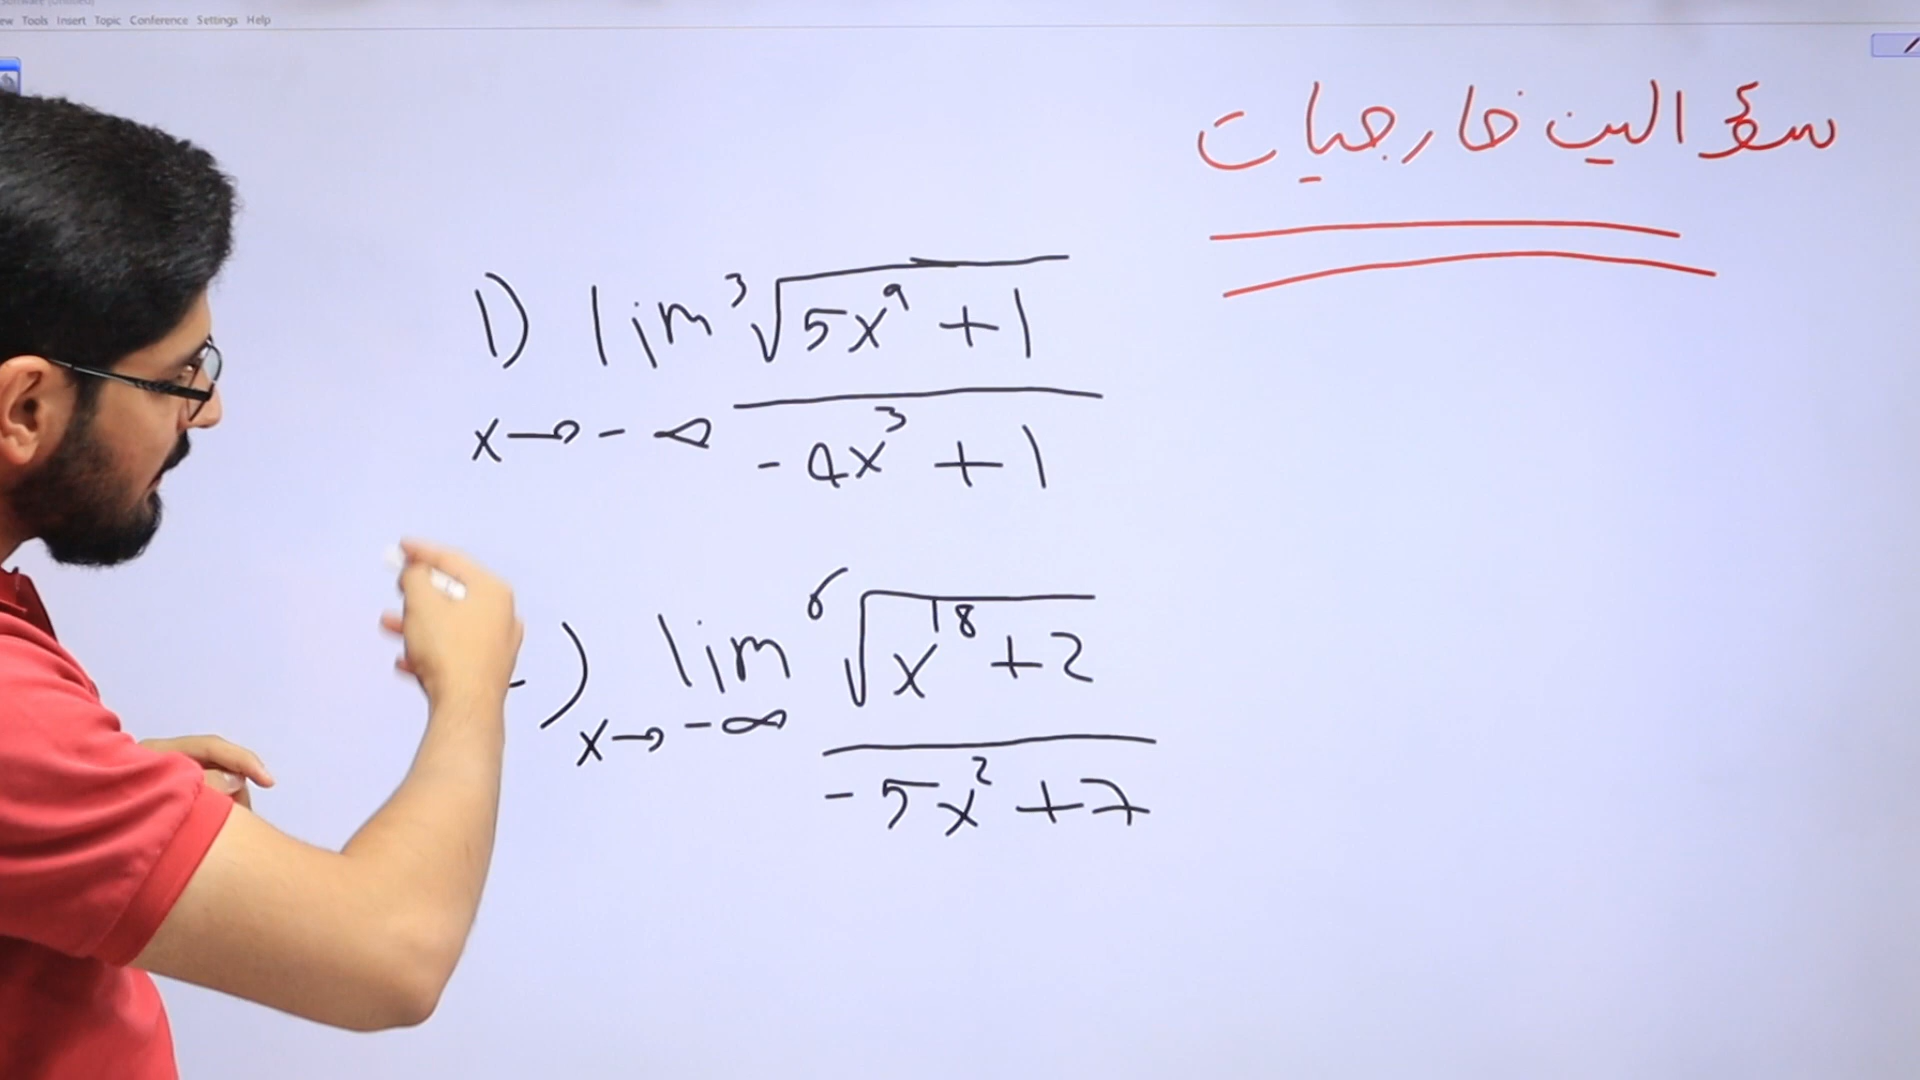 ew Tools Insert Topic Conference Settings Help
سؤالين خارجيات
1) lim ³√(5x⁹ + 1)
x → -∞ -4x³ + 1
) lim ⁶√(x¹⁸ + 2)
x → -∞ -5x² + 7